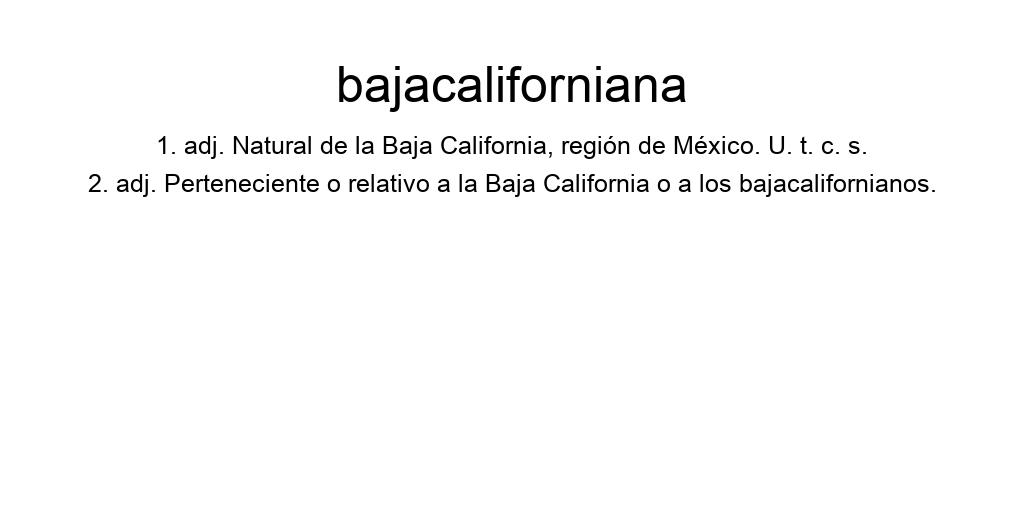 bajacaliforniana
1. adj. Natural de la Baja California, región de México. U. t. c. s.
2. adj. Perteneciente o relativo a la Baja California o a los bajacalifornianos.